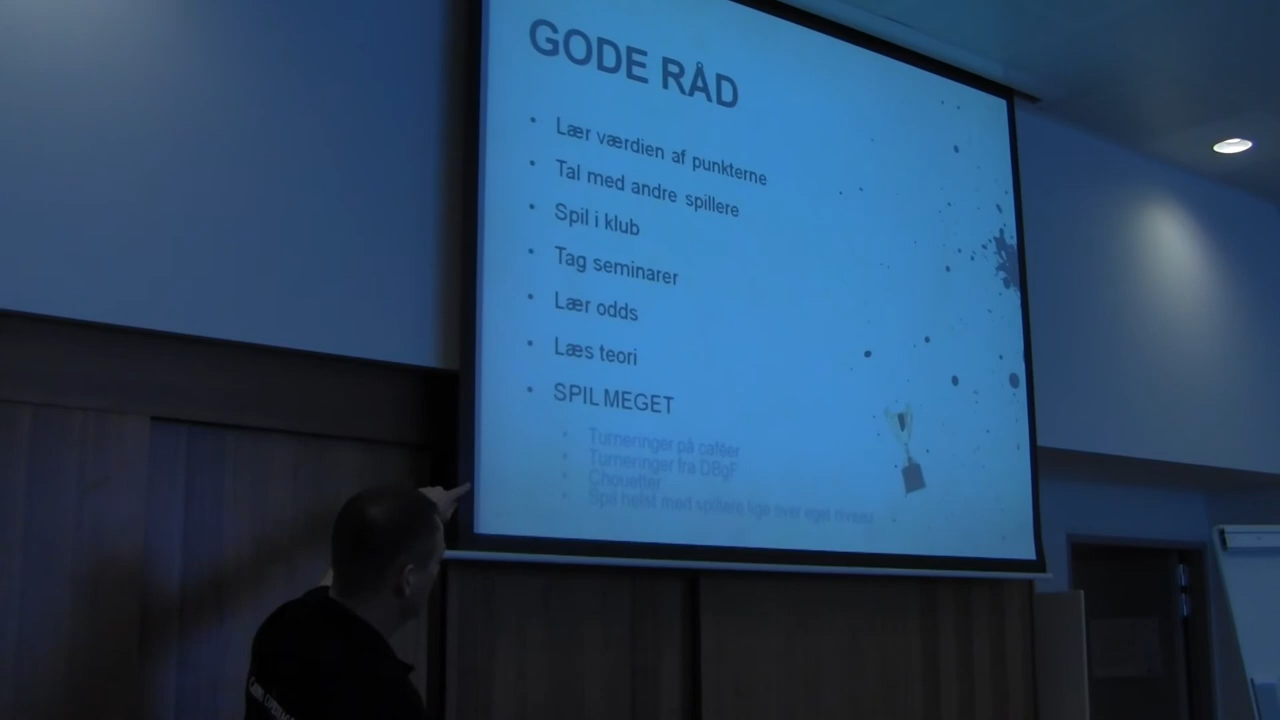 GODE RÅD
• Lær værdien af punkterne
• Tal med andre spillere
• Spil i klub
• Tag seminarer
• Lær odds
• Læs teori
• SPIL MEGET
• Turneringer på caféer
• Turneringer fra DBgF
• Chouetter
• Spil helst med spillere lige over eget niveau